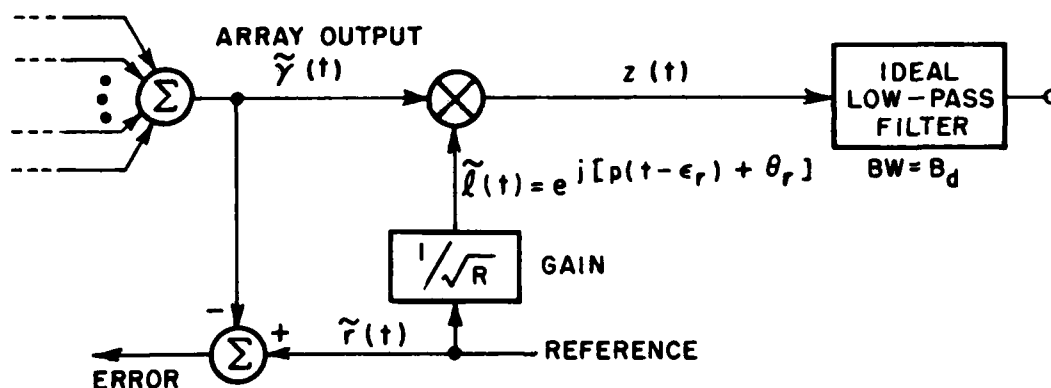 ARRAY OUTPUT
γ̃(t)
Σ
z(t)
IDEAL
LOW-PASS
FILTER
BW = B_d
l̃(t) = e^{j[p(t-ϵ_r) + θ_r]}
1/√R
GAIN
-
+
Σ
r̃(t)
REFERENCE
ERROR